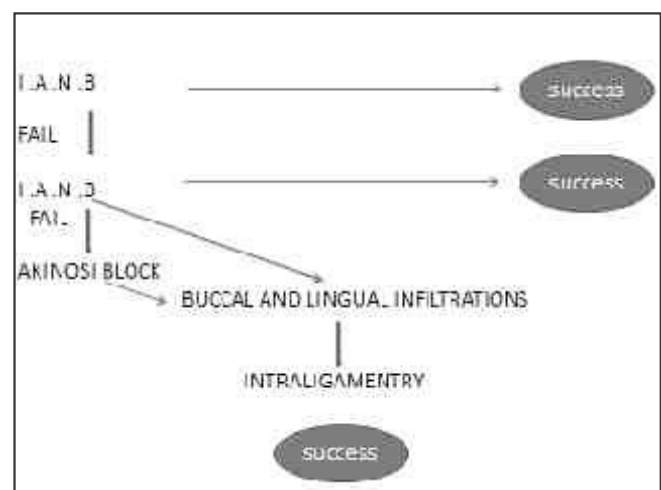 I.A.N.B
success
FAIL
I.A.N.B
success
FAIL
AKINOSI BLOCK
BUCCAL AND LINGUAL INFILTRATIONS
INTRALIGAMENTRY
success